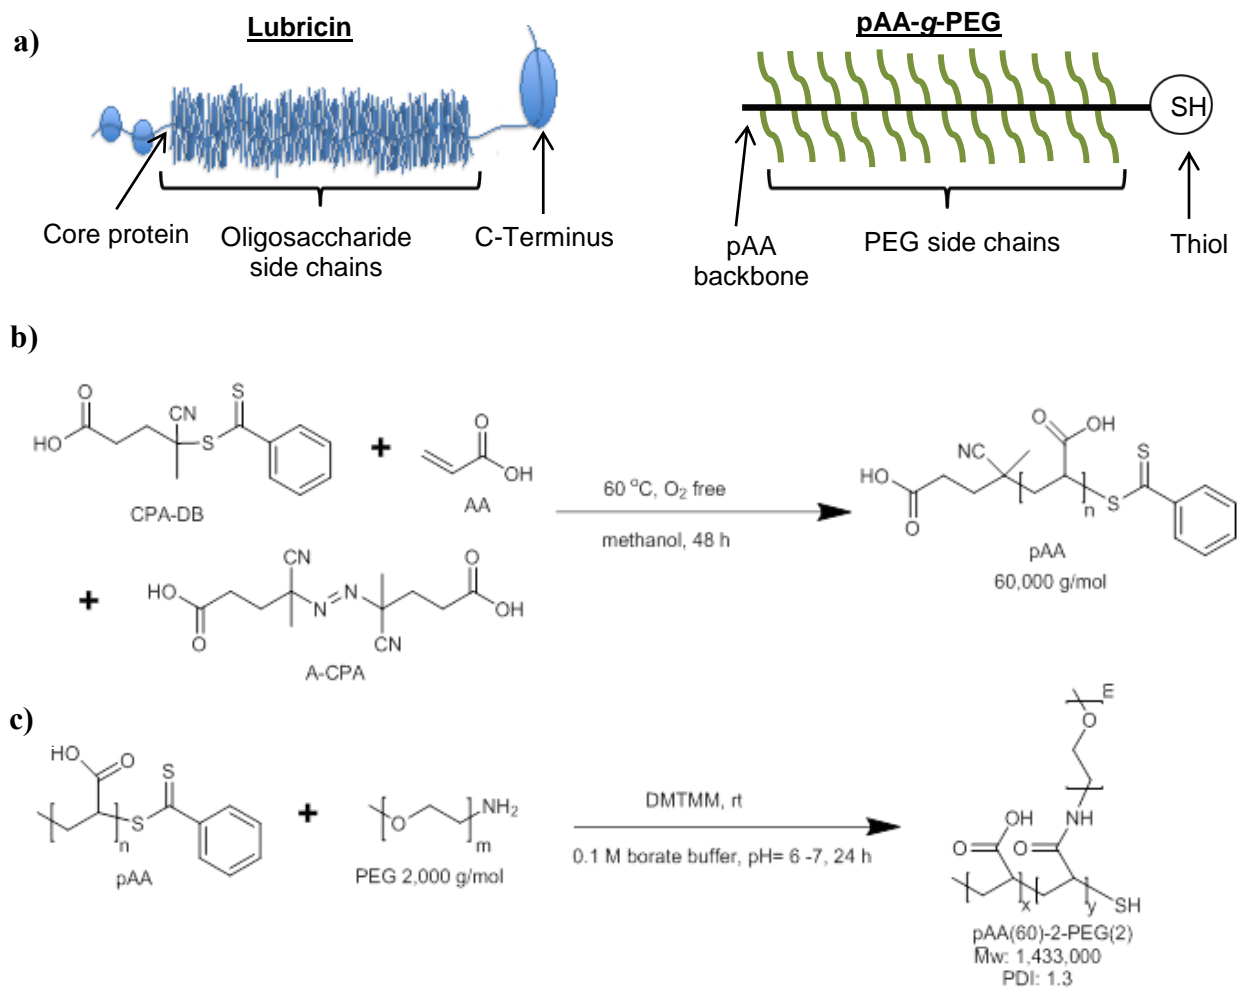 a)
Lubricin
pAA-g-PEG
SH
Core protein
Oligosaccharide
side chains
C-Terminus
pAA
backbone
PEG side chains
Thiol
b)
O
HO
CN
S
S
CPA-DB
+
O
OH
AA
60 °C, O2 free
methanol, 48 h
HO
O
NC
O
OH
n
S
S
pAA
60,000 g/mol
+
HO
O
CN
N
N
CN
O
OH
A-CPA
c)
HO
O
S
n
S
pAA
+
O
NH2
m
PEG 2,000 g/mol
DMTMM, rt
0.1 M borate buffer, pH= 6 -7, 24 h
m
O
OH
NH
O
O
x
y
SH
pAA(60)-2-PEG(2)
Mw: 1,433,000
PDI: 1.3